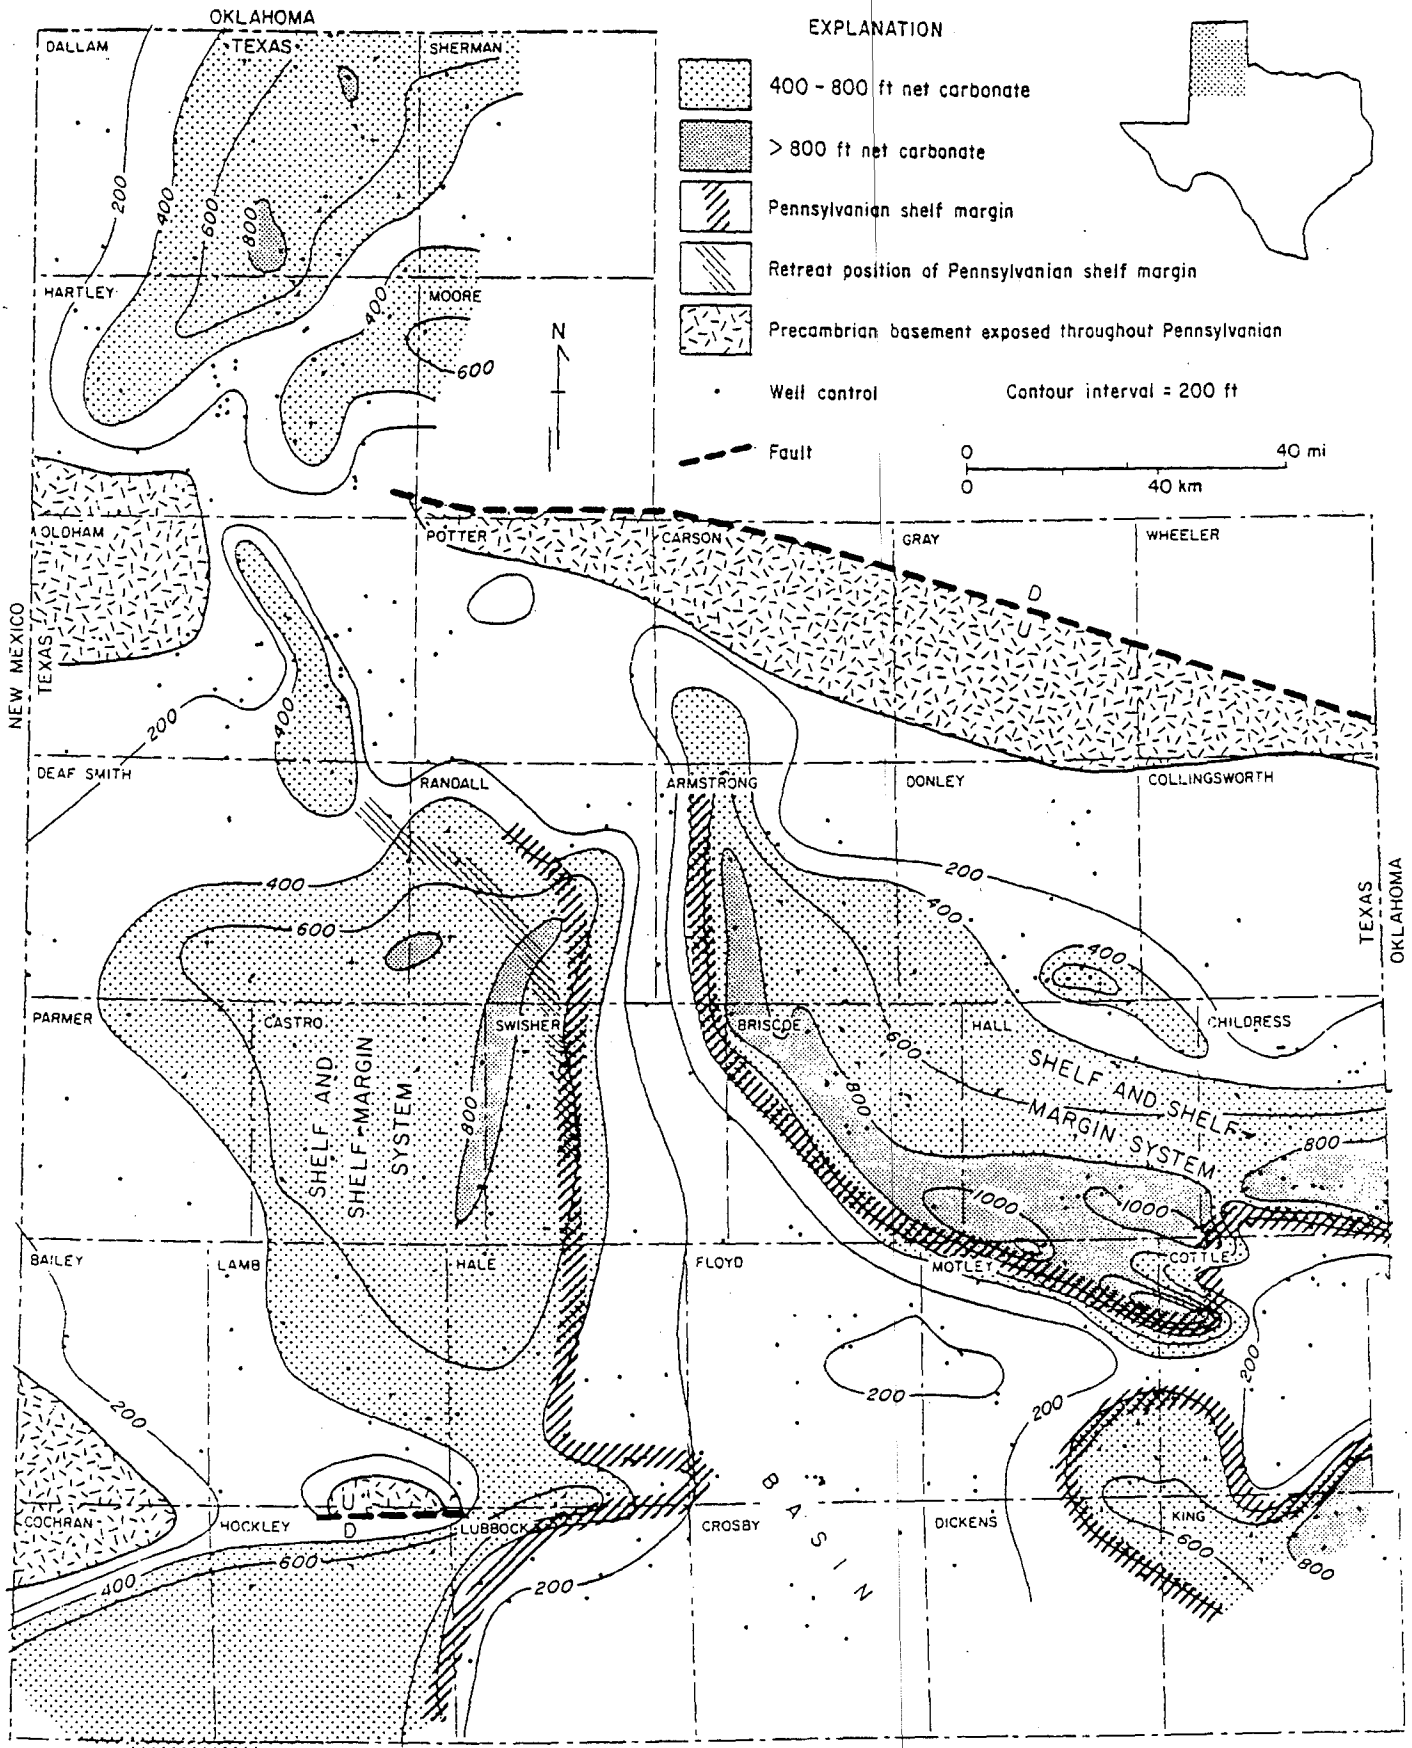 OKLAHOMA
TEXAS
DALLAM
SHERMAN
EXPLANATION
400 - 800 ft net carbonate
> 800 ft net carbonate
Pennsylvanian shelf margin
Retreat position of Pennsylvanian shelf margin
Precambrian basement exposed throughout Pennsylvanian
Well control
Contour interval = 200 ft
Fault
0 40 mi
0 40 km
200
400
600
800
HARTLEY
MOORE
400
600
N
OLDHAM
POTTER
CARSON
GRAY
WHEELER
D
U
NEW MEXICO
TEXAS
200
400
DEAF SMITH
RANDALL
ARMSTRONG
DONLEY
COLLINGSWORTH
400
600
200
400
400
TEXAS
OKLAHOMA
PARMER
CASTRO
SWISHER
BRISCOE
HALL
CHILDRESS
SHELF AND
SHELF-MARGIN
SYSTEM
800
600
800
SHELF AND SHELF-
MARGIN SYSTEM
800
1000
1000
BAILEY
LAMB
HALE
FLOYD
MOTLEY
COTTLE
200
200
200
200
BASIN
U
D
COCHRAN
HOCKLEY
LUBBOCK
CROSBY
DICKENS
KING
400
600
200
600
800